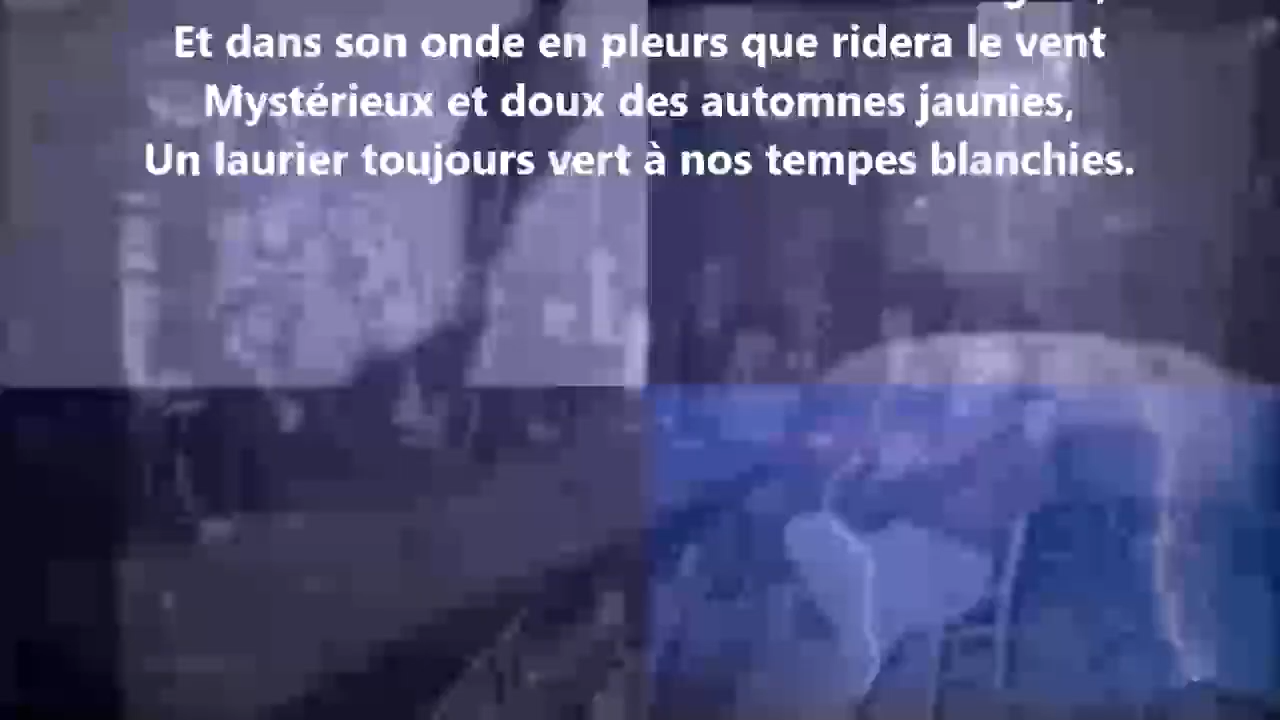 Et dans son onde en pleurs que ridera le vent
Mystérieux et doux des automnes jaunies,
Un laurier toujours vert à nos tempes blanchies.